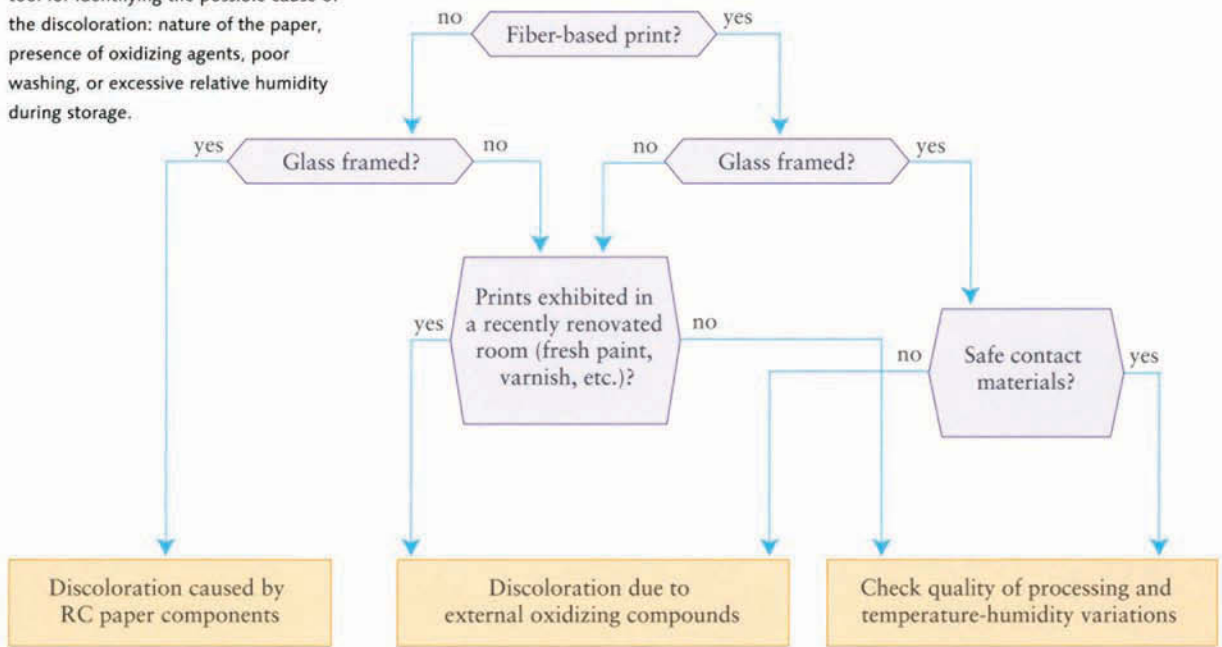 the discoloration: nature of the paper,
presence of oxidizing agents, poor
washing, or excessive relative humidity
during storage.
no
Fiber-based print?
yes
yes
Glass framed?
no
no
Glass framed?
yes
Prints exhibited in
a recently renovated
room (fresh paint,
varnish, etc.)?
yes
no
no
Safe contact
materials?
yes
Discoloration caused by
RC paper components
Discoloration due to
external oxidizing compounds
Check quality of processing and
temperature-humidity variations